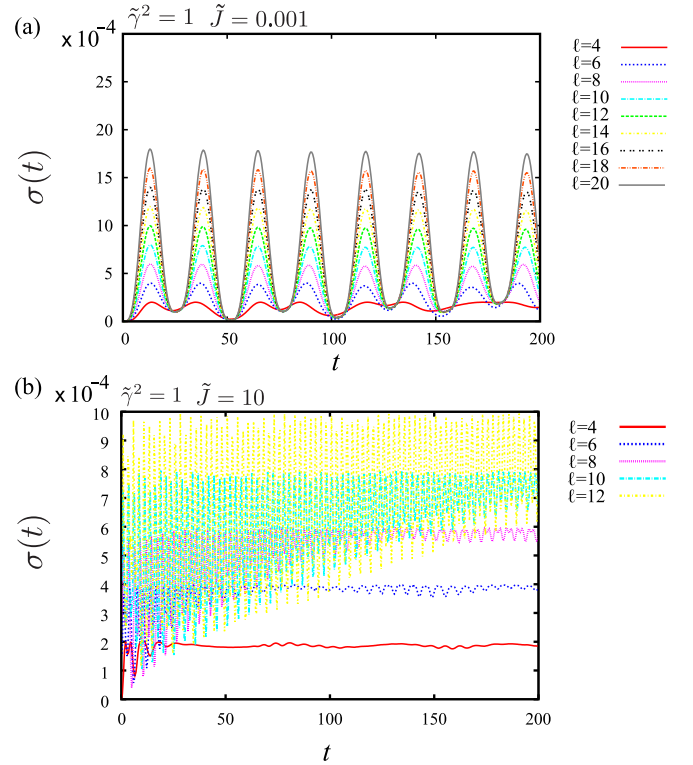 (a)
γ̃² = 1 J̃ = 0.001
×10⁻⁴
25
20
15
10
5
0
σ(t)
0 50 100 150 200
t
ℓ=4
ℓ=6
ℓ=8
ℓ=10
ℓ=12
ℓ=14
ℓ=16
ℓ=18
ℓ=20
(b)
γ̃² = 1 J̃ = 10
×10⁻⁴
10
9
8
7
6
5
4
3
2
1
0
σ(t)
0 50 100 150 200
t
ℓ=4
ℓ=6
ℓ=8
ℓ=10
ℓ=12